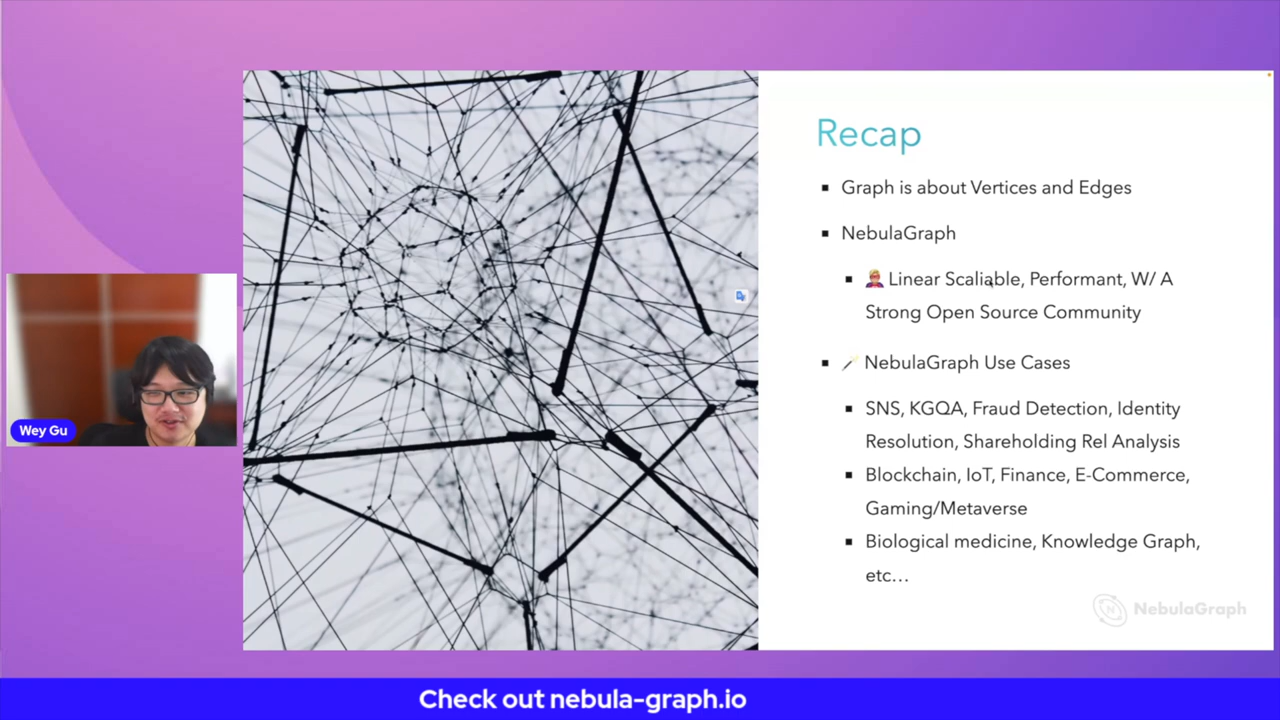 Recap
Graph is about Vertices and Edges
NebulaGraph
Linear Scaliable, Performant, W/ A
Strong Open Source Community
NebulaGraph Use Cases
SNS, KGQA, Fraud Detection, Identity
Resolution, Shareholding Rel Analysis
Blockchain, IoT, Finance, E-Commerce,
Gaming/Metaverse
Biological medicine, Knowledge Graph,
etc…
N NebulaGraph
Wey Gu
Check out nebula-graph.io